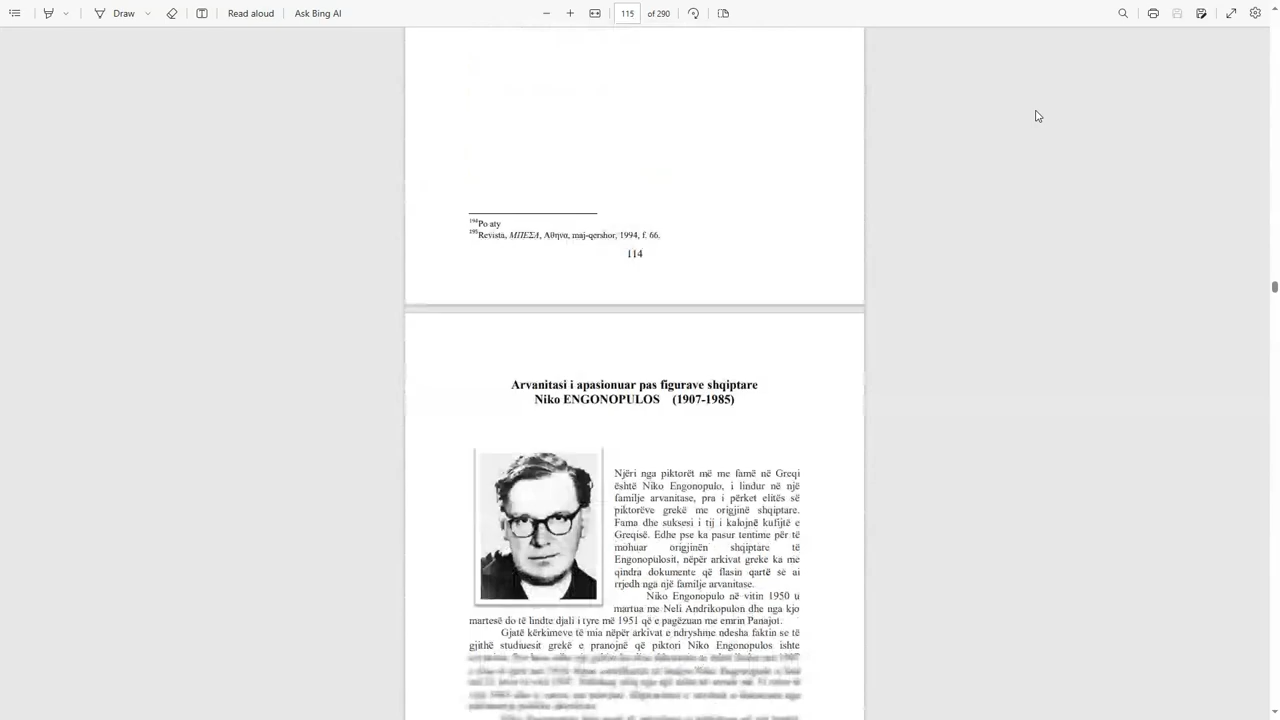 Draw
Read aloud
Ask Bing AI
115 of 290
194Po aty
195Revista, ΜΠΕΣΑ, Αθηνα, maj-qershor, 1994, f. 66.
114
Arvanitasi i apasionuar pas figurave shqiptare
Niko ENGONOPULOS (1907-1985)
Njëri nga piktorët më me famë në Greqi
është Niko Engonopulo, i lindur në një
familje arvanitase, pra i përket elitës së
piktorëve grekë me origjinë shqiptare.
Fama dhe suksesi i tij i kalojnë kufijtë e
Greqisë. Edhe pse ka pasur tentime për të
mohuar origjinën shqiptare të
Engonopulosit, nëpër arkivat greke ka me
qindra dokumente që flasin qartë se ai
rrjedh nga një familje arvanitase.
Niko Engonopulo në vitin 1950 u
martua me Neli Andrikopulon dhe nga kjo
martesë do të lindte djali i tyre më 1951 që e pagëzuan me emrin Panajot.
Gjatë kërkimeve të mia nëpër arkivat e ndryshme ndesha faktin se të
gjithë studiuesit grekë e pranojnë që piktori Niko Engonopulos ishte